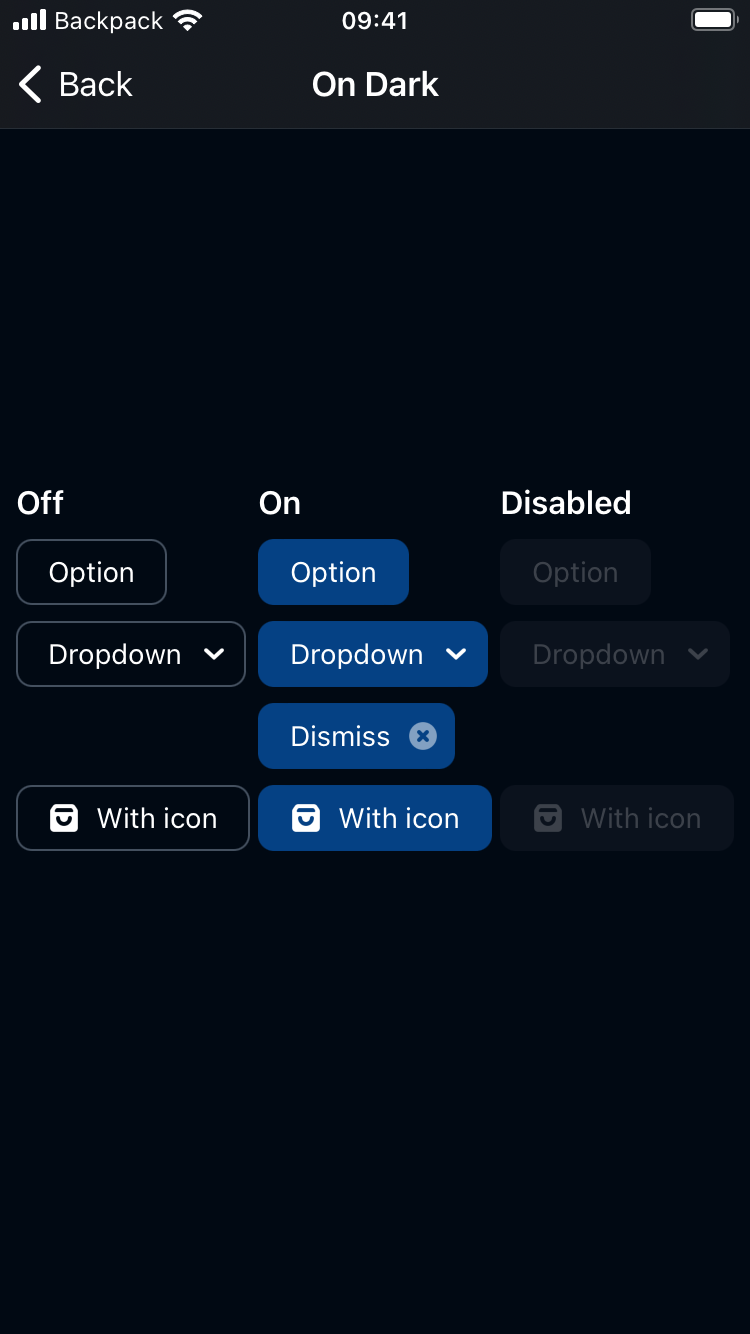 Backpack 09:41
Back On Dark
Off On Disabled
Option Option Option
Dropdown Dropdown Dropdown
Dismiss
With icon With icon With icon